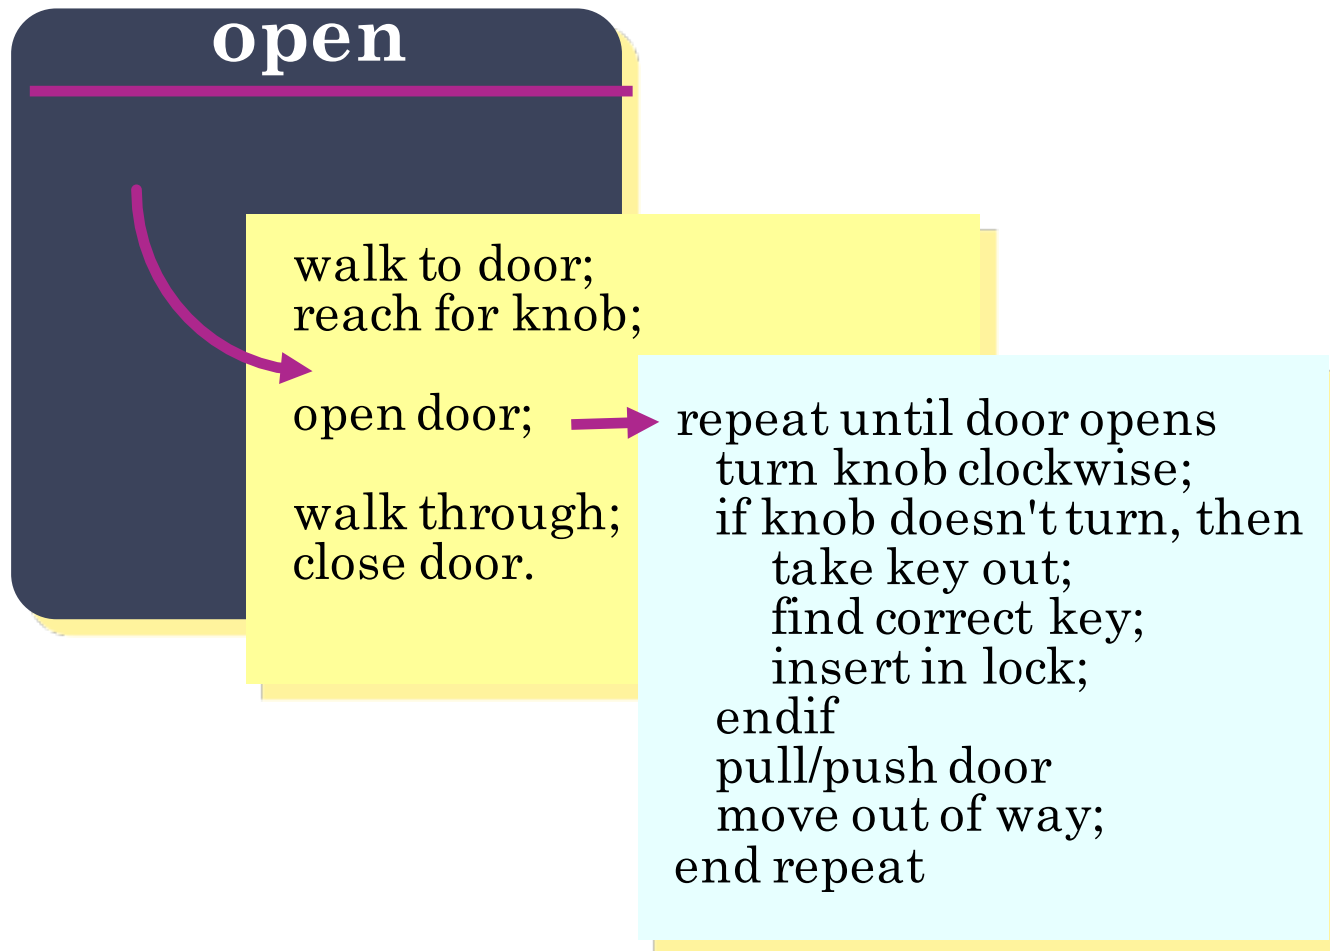 open
walk to door;
reach for knob;
open door;
walk through;
close door.
repeat until door opens
turn knob clockwise;
if knob doesn't turn, then
take key out;
find correct key;
insert in lock;
endif
pull/push door
move out of way;
end repeat